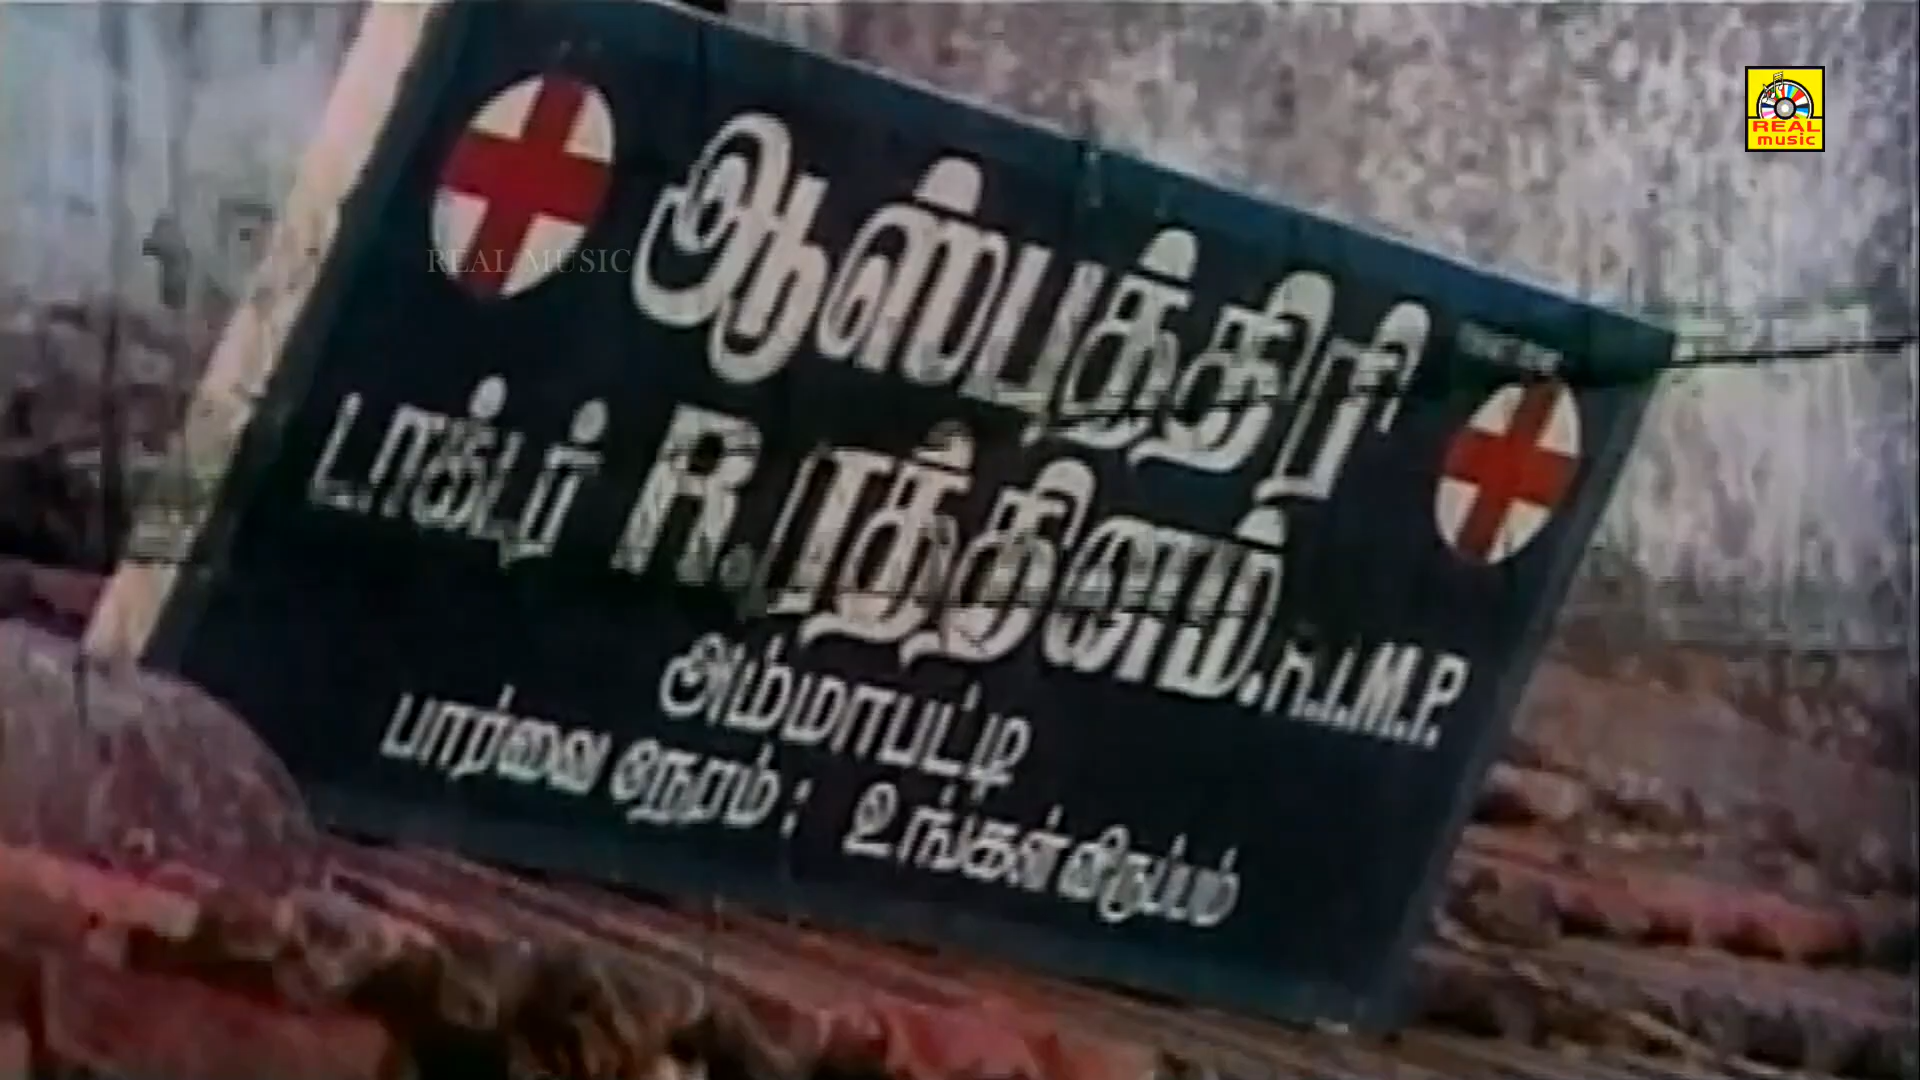 REAL
music
REAL MUSIC
ஆஸ்பத்திரி
டாக்டர் R.ரத்தினம்.R.I.M.P.
அம்மாபட்டி
பார்வை நேரம் : உங்கள் விருப்பம்